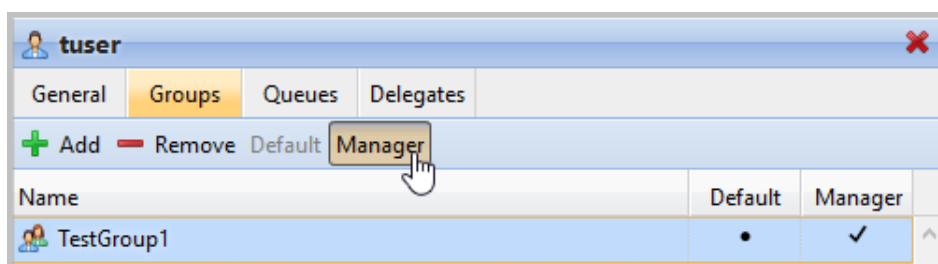 tuser
General Groups Queues Delegates
Add Remove Default Manager
Name Default Manager
TestGroup1